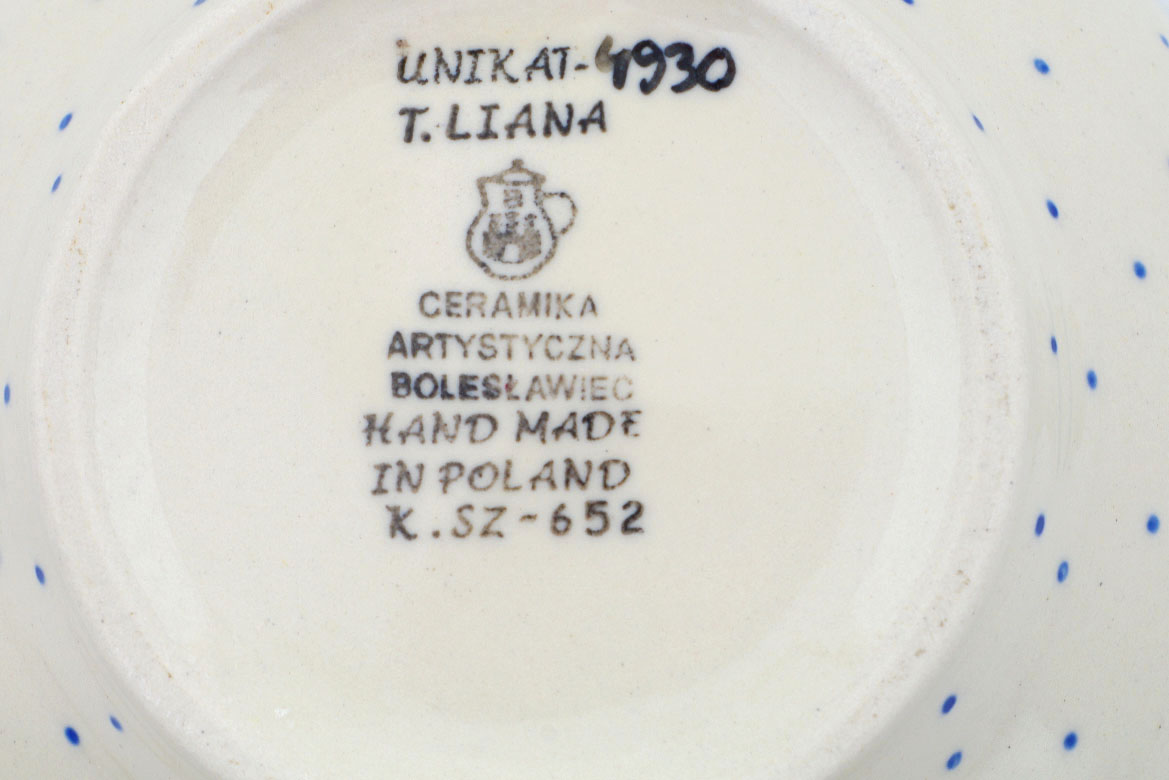 UNIKAT-4930
T. LIANA
CERAMIKA
ARTYSTYCZNA
BOLESŁAWIEC
HAND MADE
IN POLAND
K.SZ-652